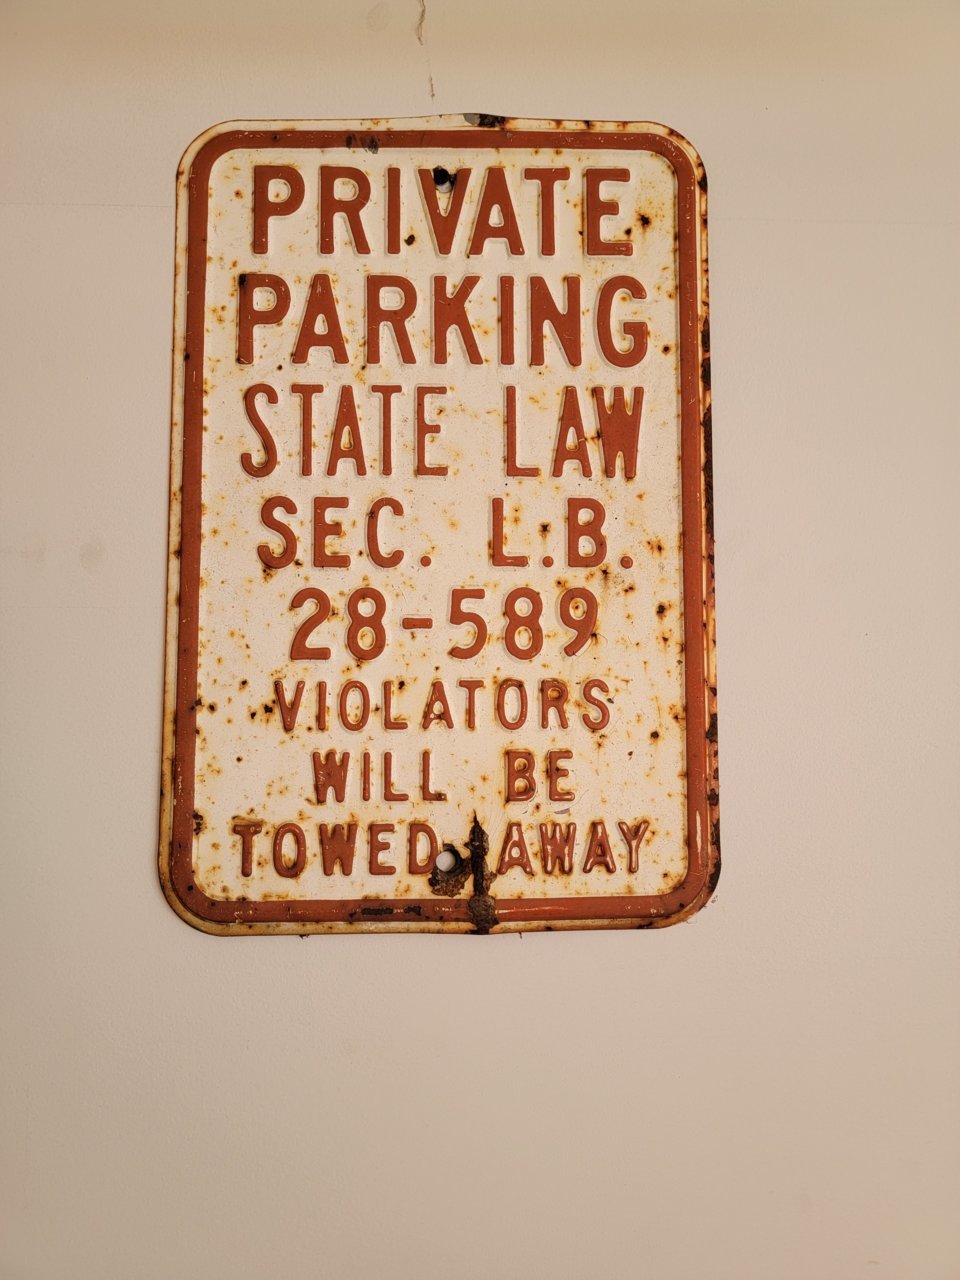 PRIVATE
PARKING
STATE LAW
SEC. L.B.
28-589
VIOLATORS
WILL BE
TOWED AWAY